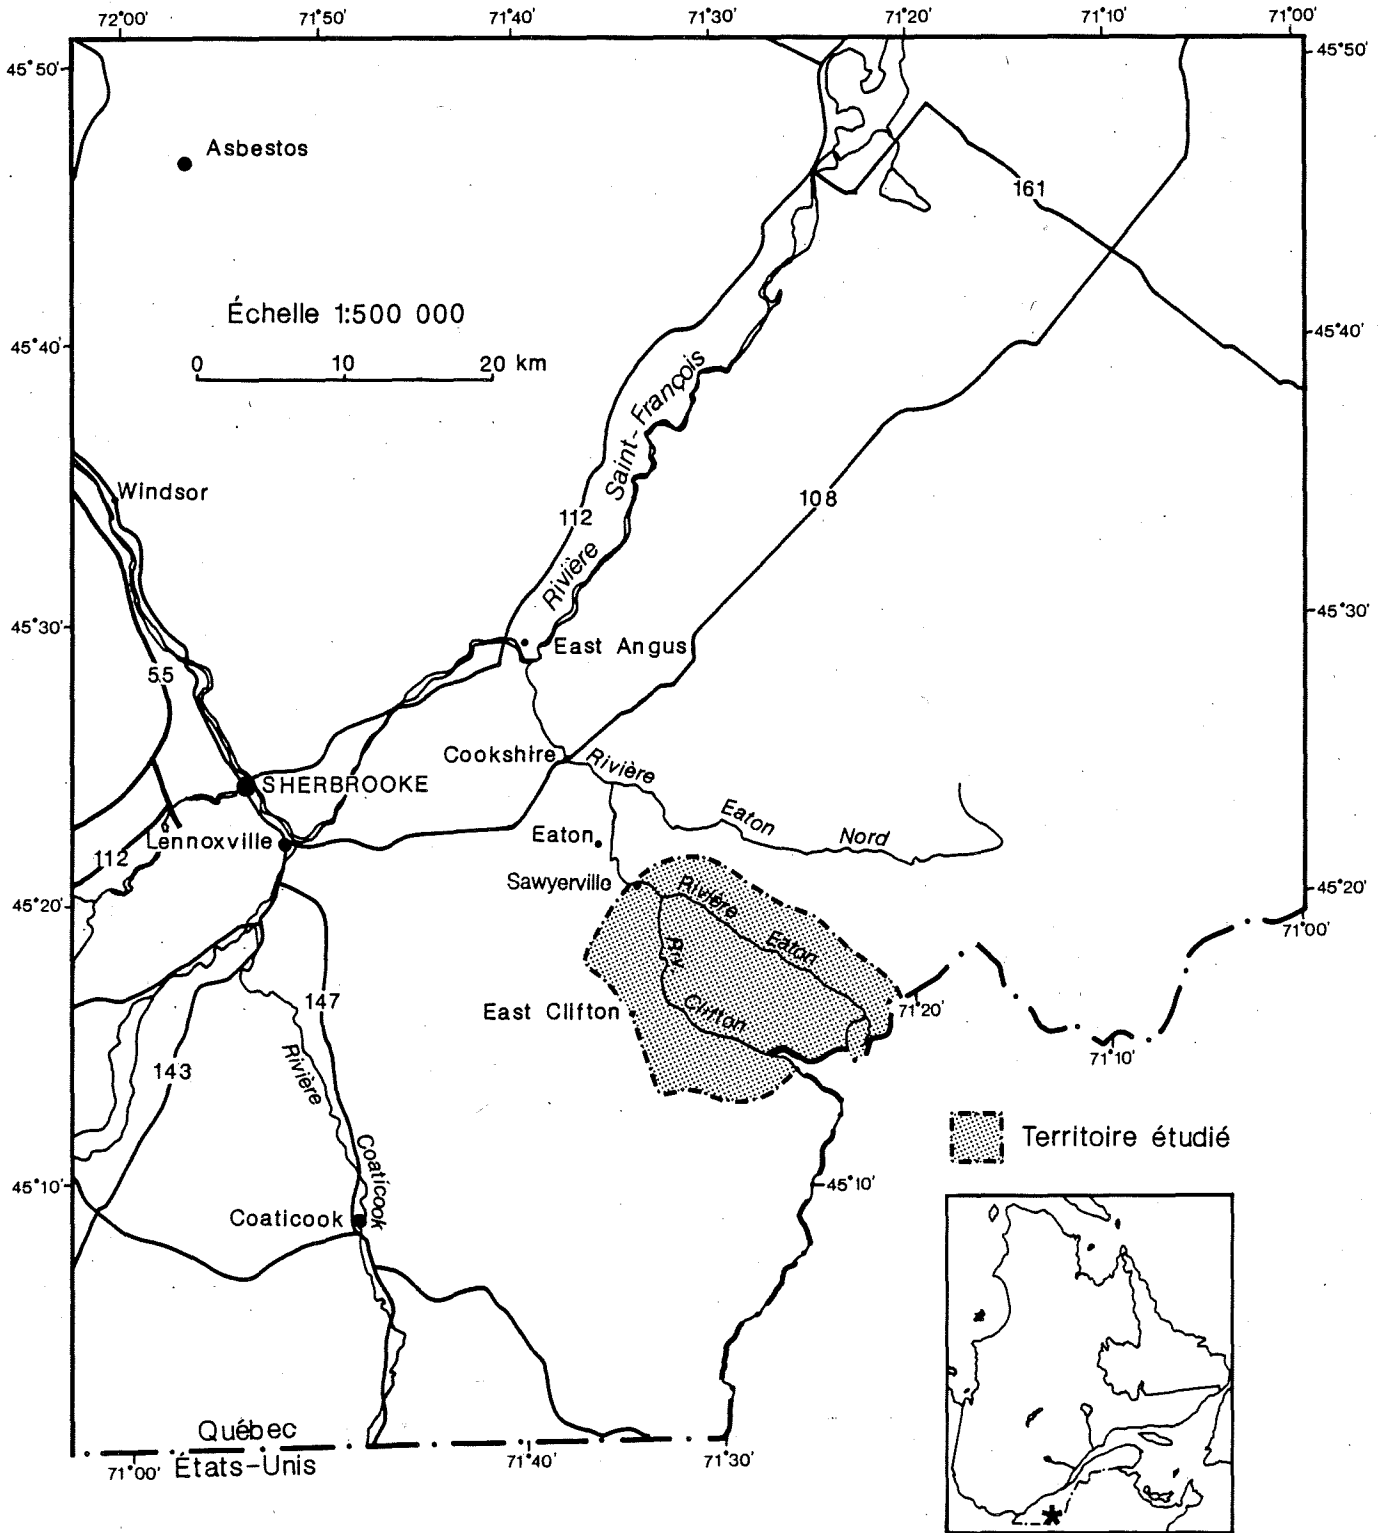 72°00'
71°50'
71°40'
71°30'
71°20'
71°10'
71°00'
45°50'
45°50'
Asbestos
161
Échelle 1:500 000
45°40'
45°40'
0 10 20 km
Saint-François
Windsor
108
112
Rivière
45°30'
45°30'
East Angus
55
Cookshire
Rivière
SHERBROOKE
Eaton
Nord
Eaton
Lennoxville
112
Sawyerville
Rivière
45°20'
45°20'
71°00'
Eaton
Riv
147
East Clifton
Clifton
71°20'
71°10'
143
Rivière
Territoire étudié
Coaticook
45°10'
45°10'
Coaticook
Québec
États-Unis
71°00'
71°40'
71°30'